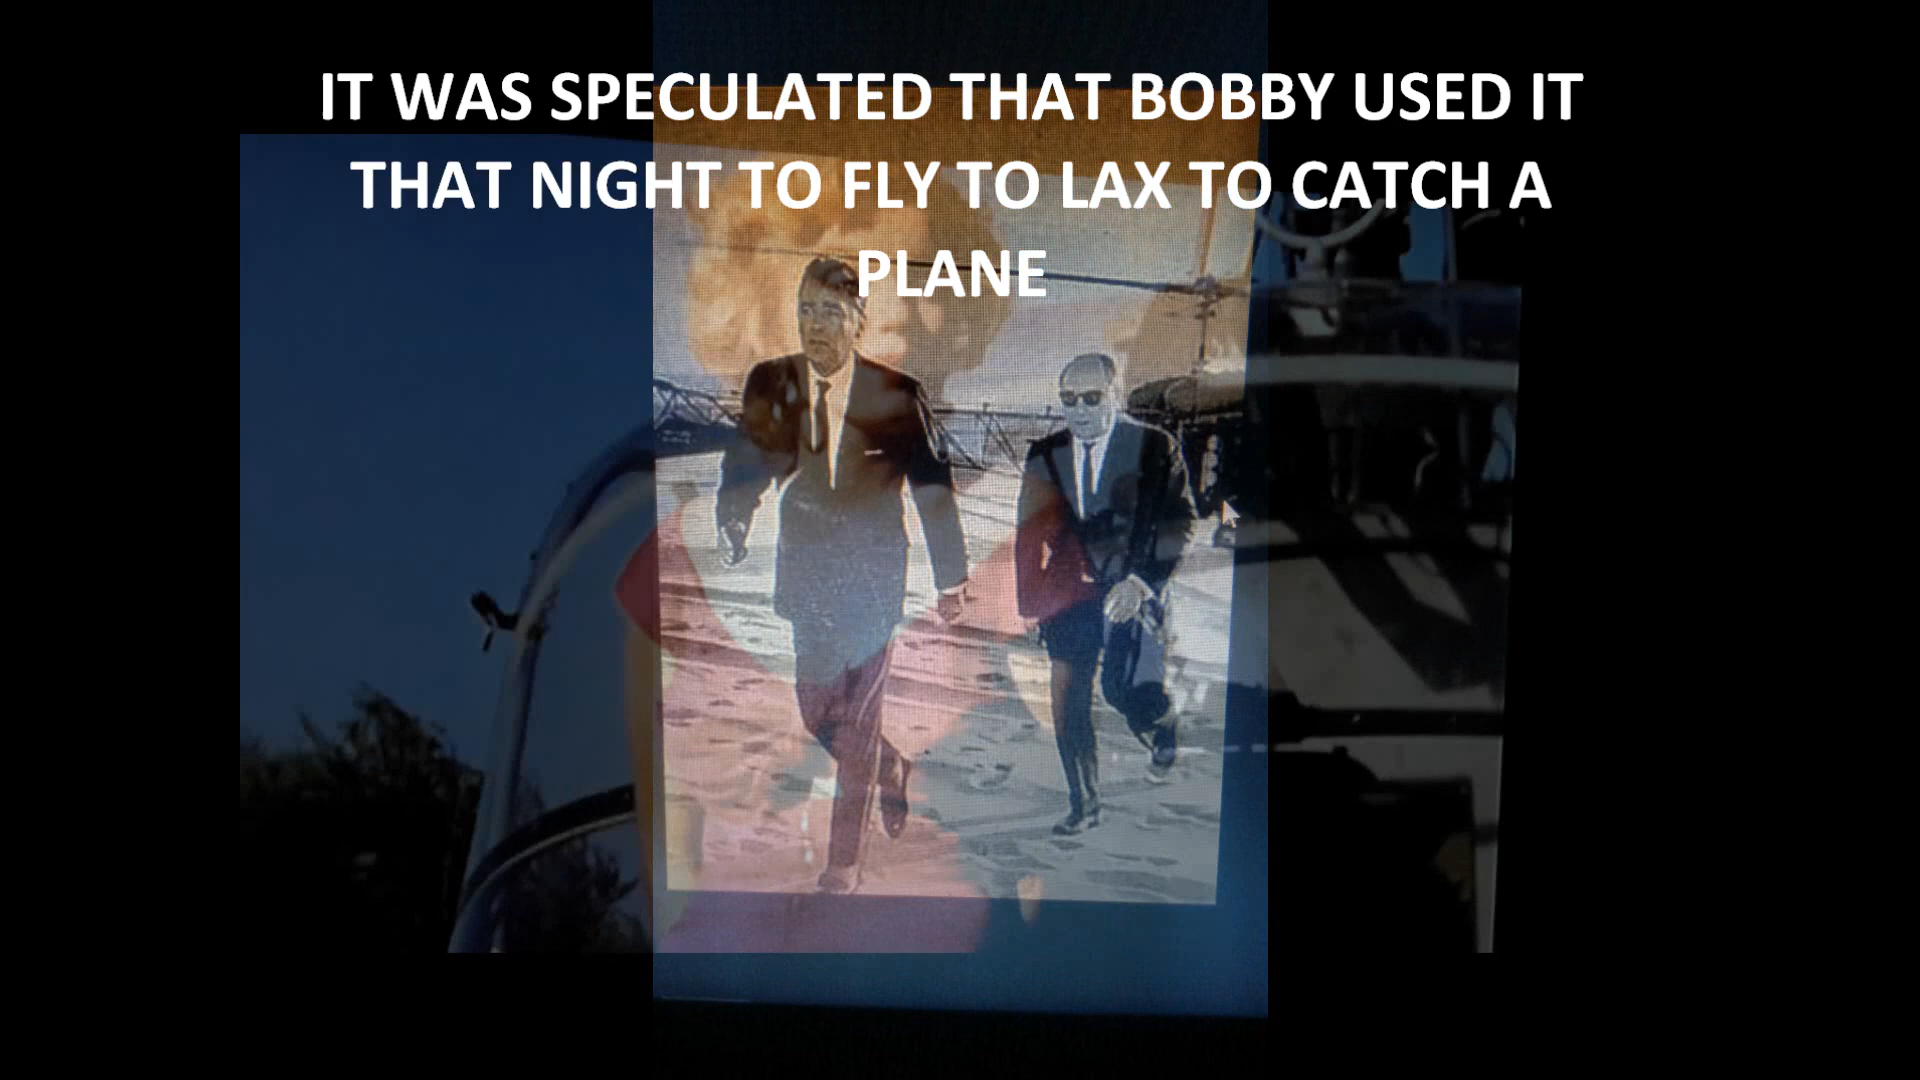 IT WAS SPECULATED THAT BOBBY USED IT
THAT NIGHT TO FLY TO LAX TO CATCH A
PLANE